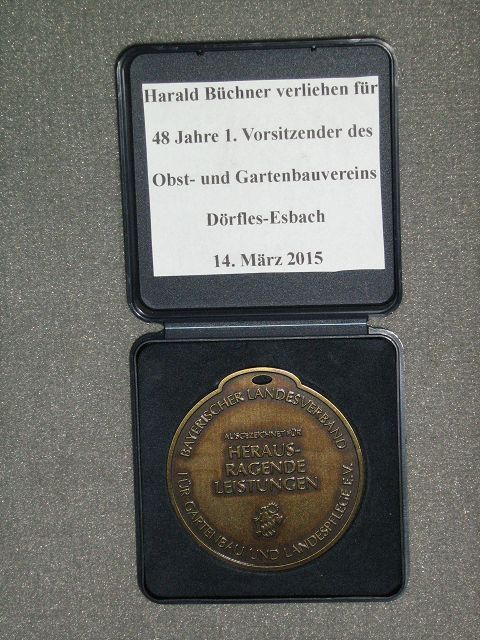 Harald Büchner verliehen für
48 Jahre 1. Vorsitzender des
Obst- und Gartenbauvereins
Dörfles-Esbach
14. März 2015
BAYERISCHER LANDESVERBAND
FÜR GARTENBAU UND LANDESPFLEGE E.V.
AUSGEZEICHNET FÜR
HERAUS-
RAGENDE
LEISTUNGEN